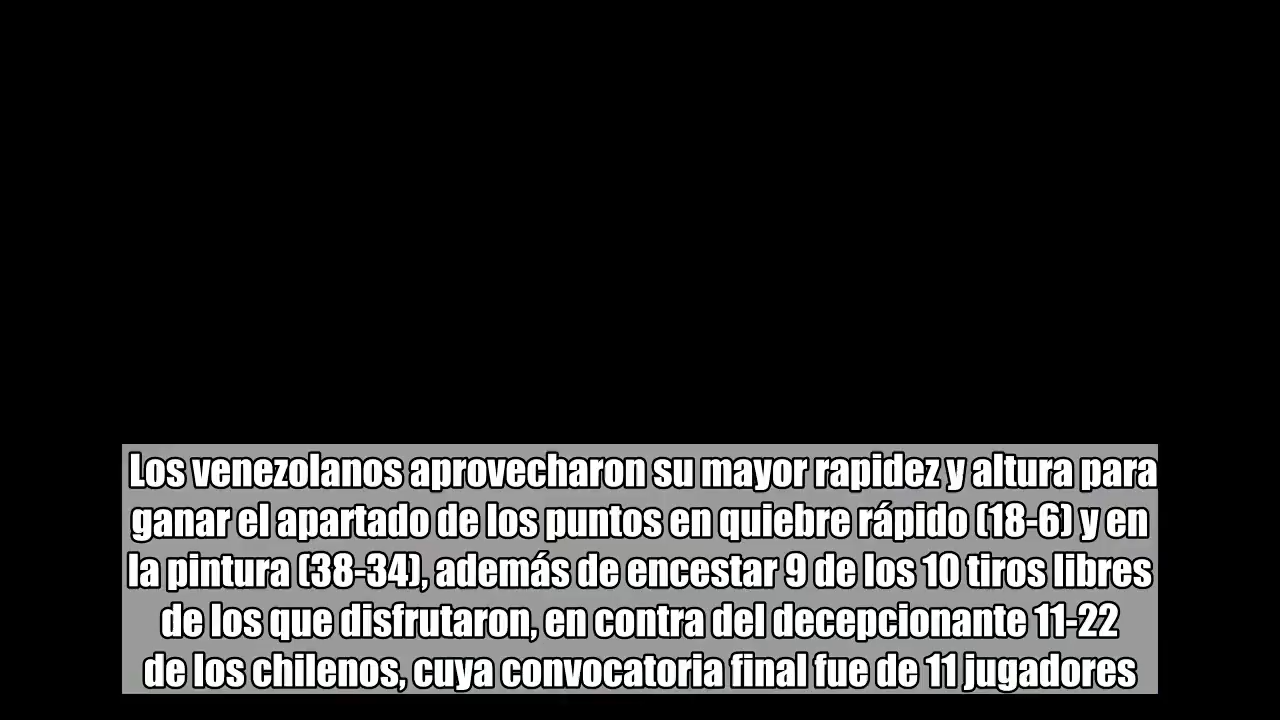 Los venezolanos aprovecharon su mayor rapidez y altura para
ganar el apartado de los puntos en quiebre rápido (18-6) y en
la pintura (38-34), además de encestar 9 de los 10 tiros libres
de los que disfrutaron, en contra del decepcionante 11-22
de los chilenos, cuya convocatoria final fue de 11 jugadores